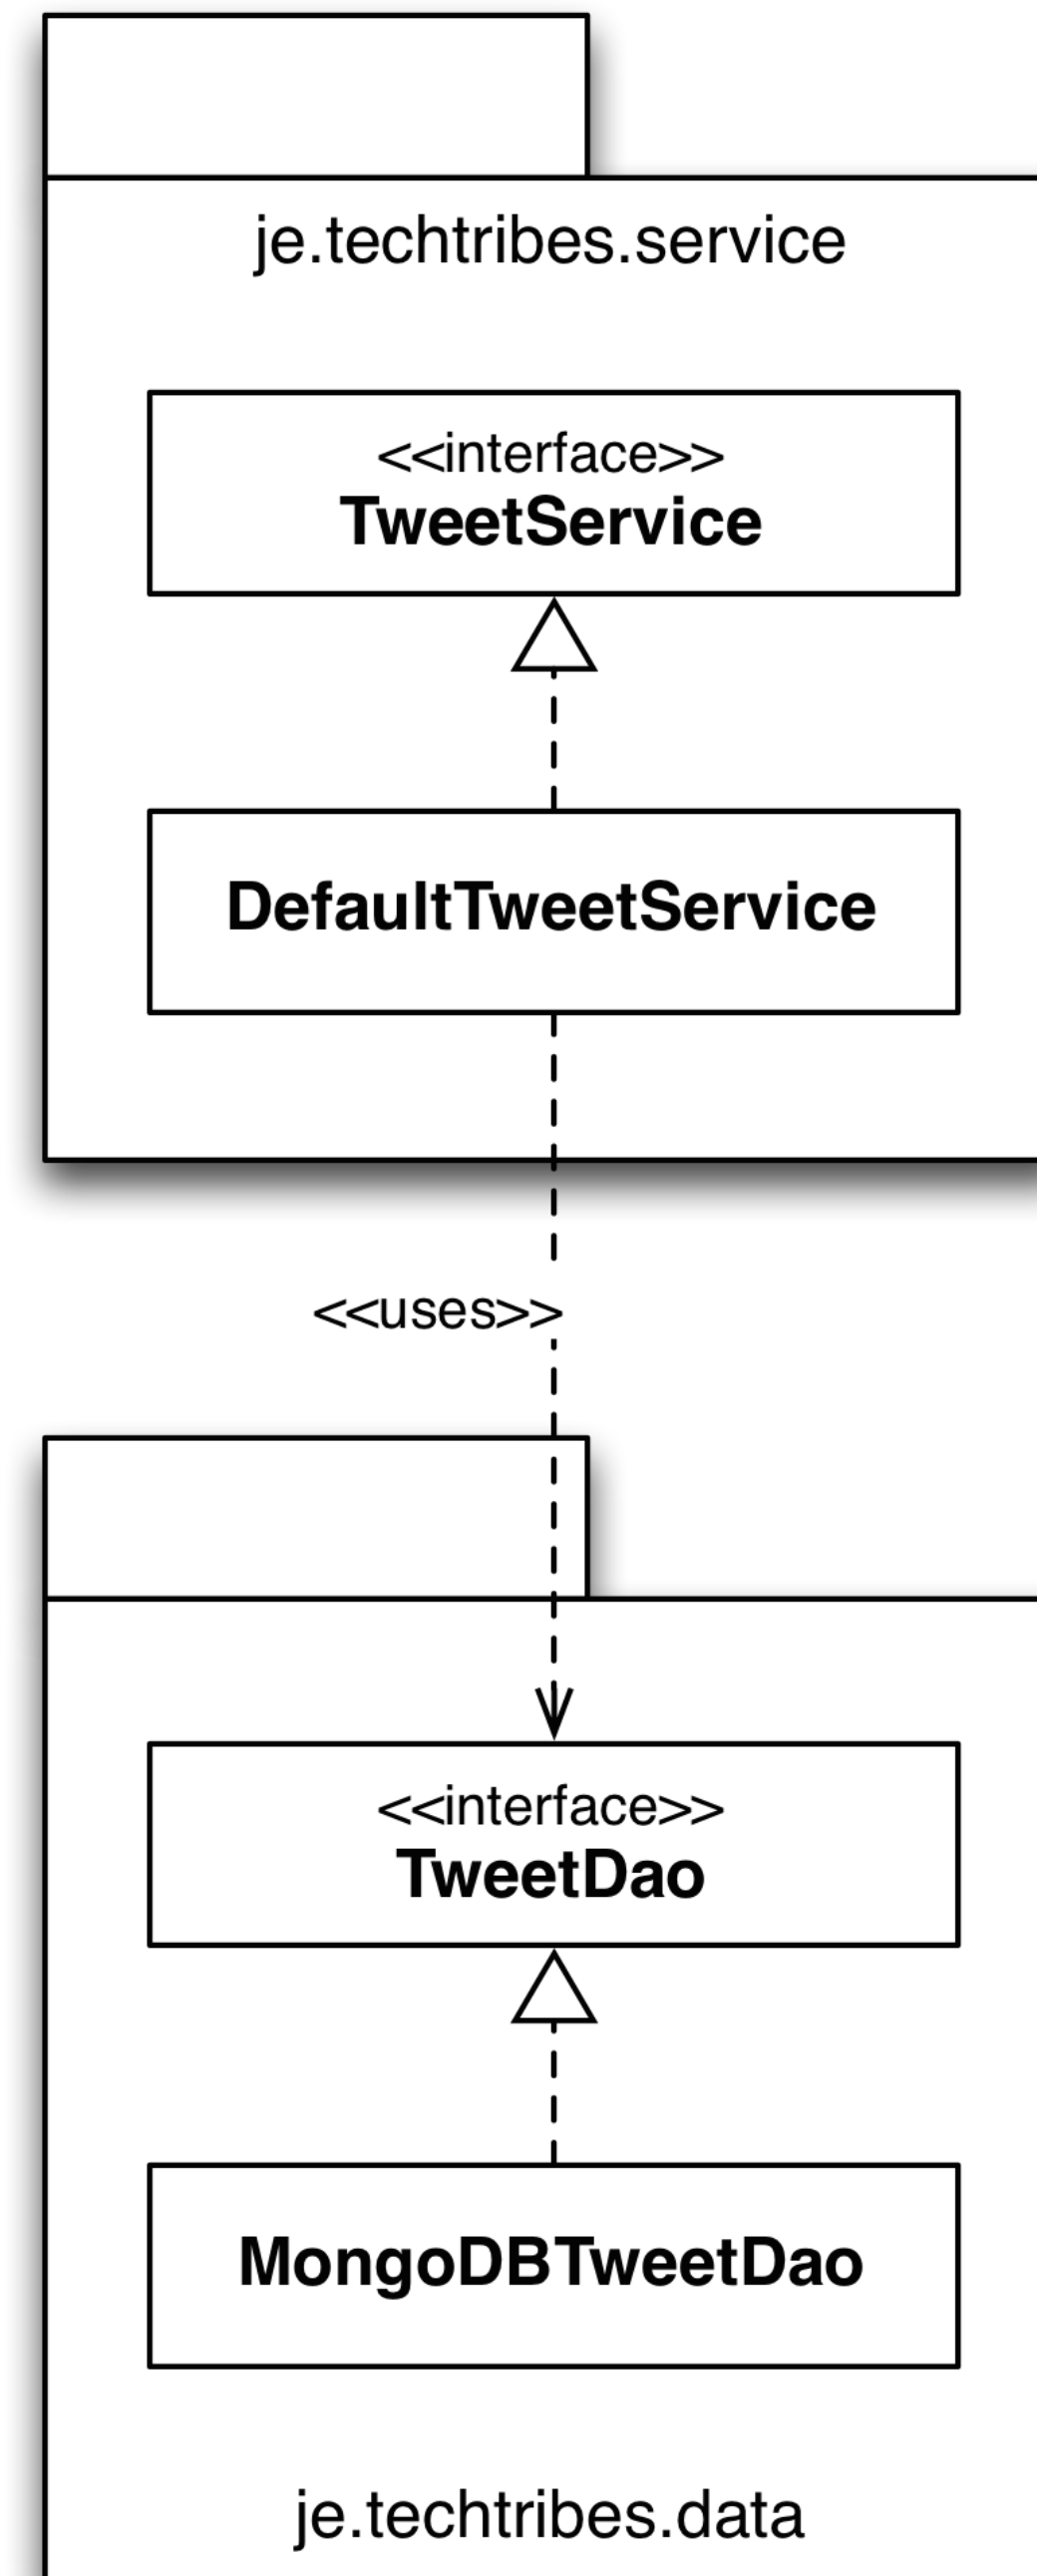 je.techtribes.service
<<interface>>
TweetService
DefaultTweetService
<<uses>>
<<interface>>
TweetDao
MongoDBTweetDao
je.techtribes.data